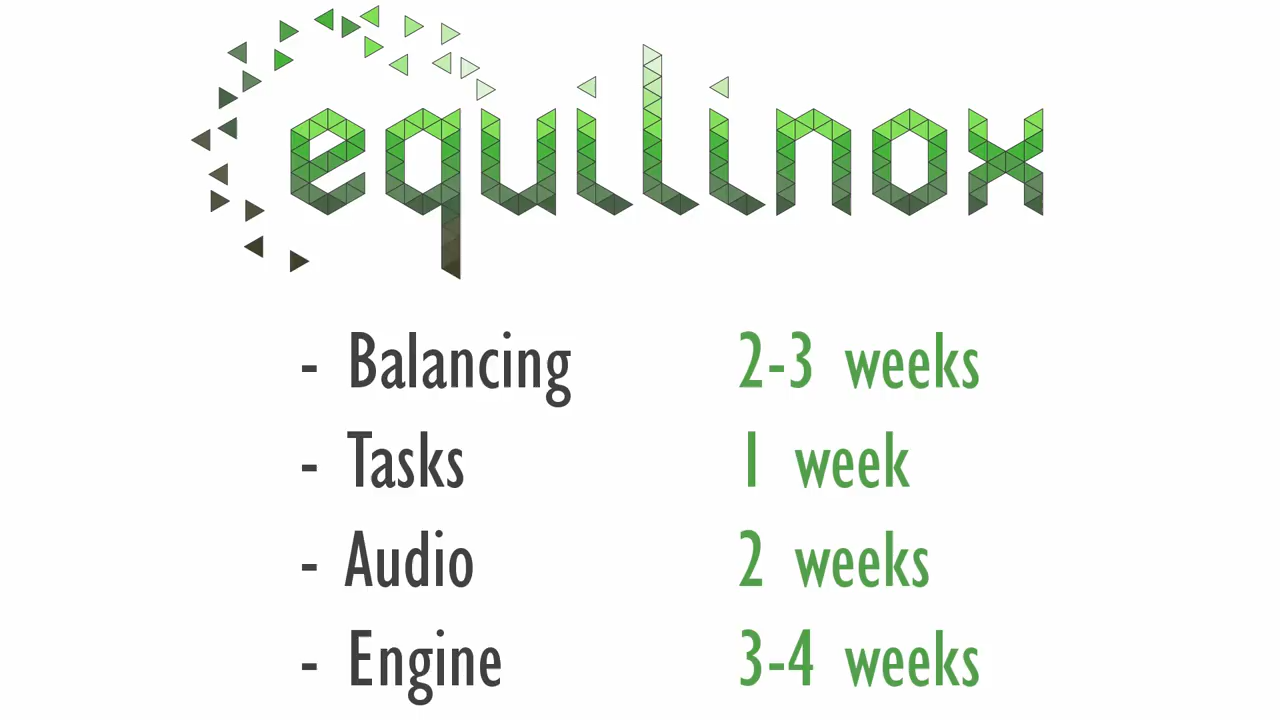 equilinox
- Balancing 2-3 weeks
- Tasks 1 week
- Audio 2 weeks
- Engine 3-4 weeks